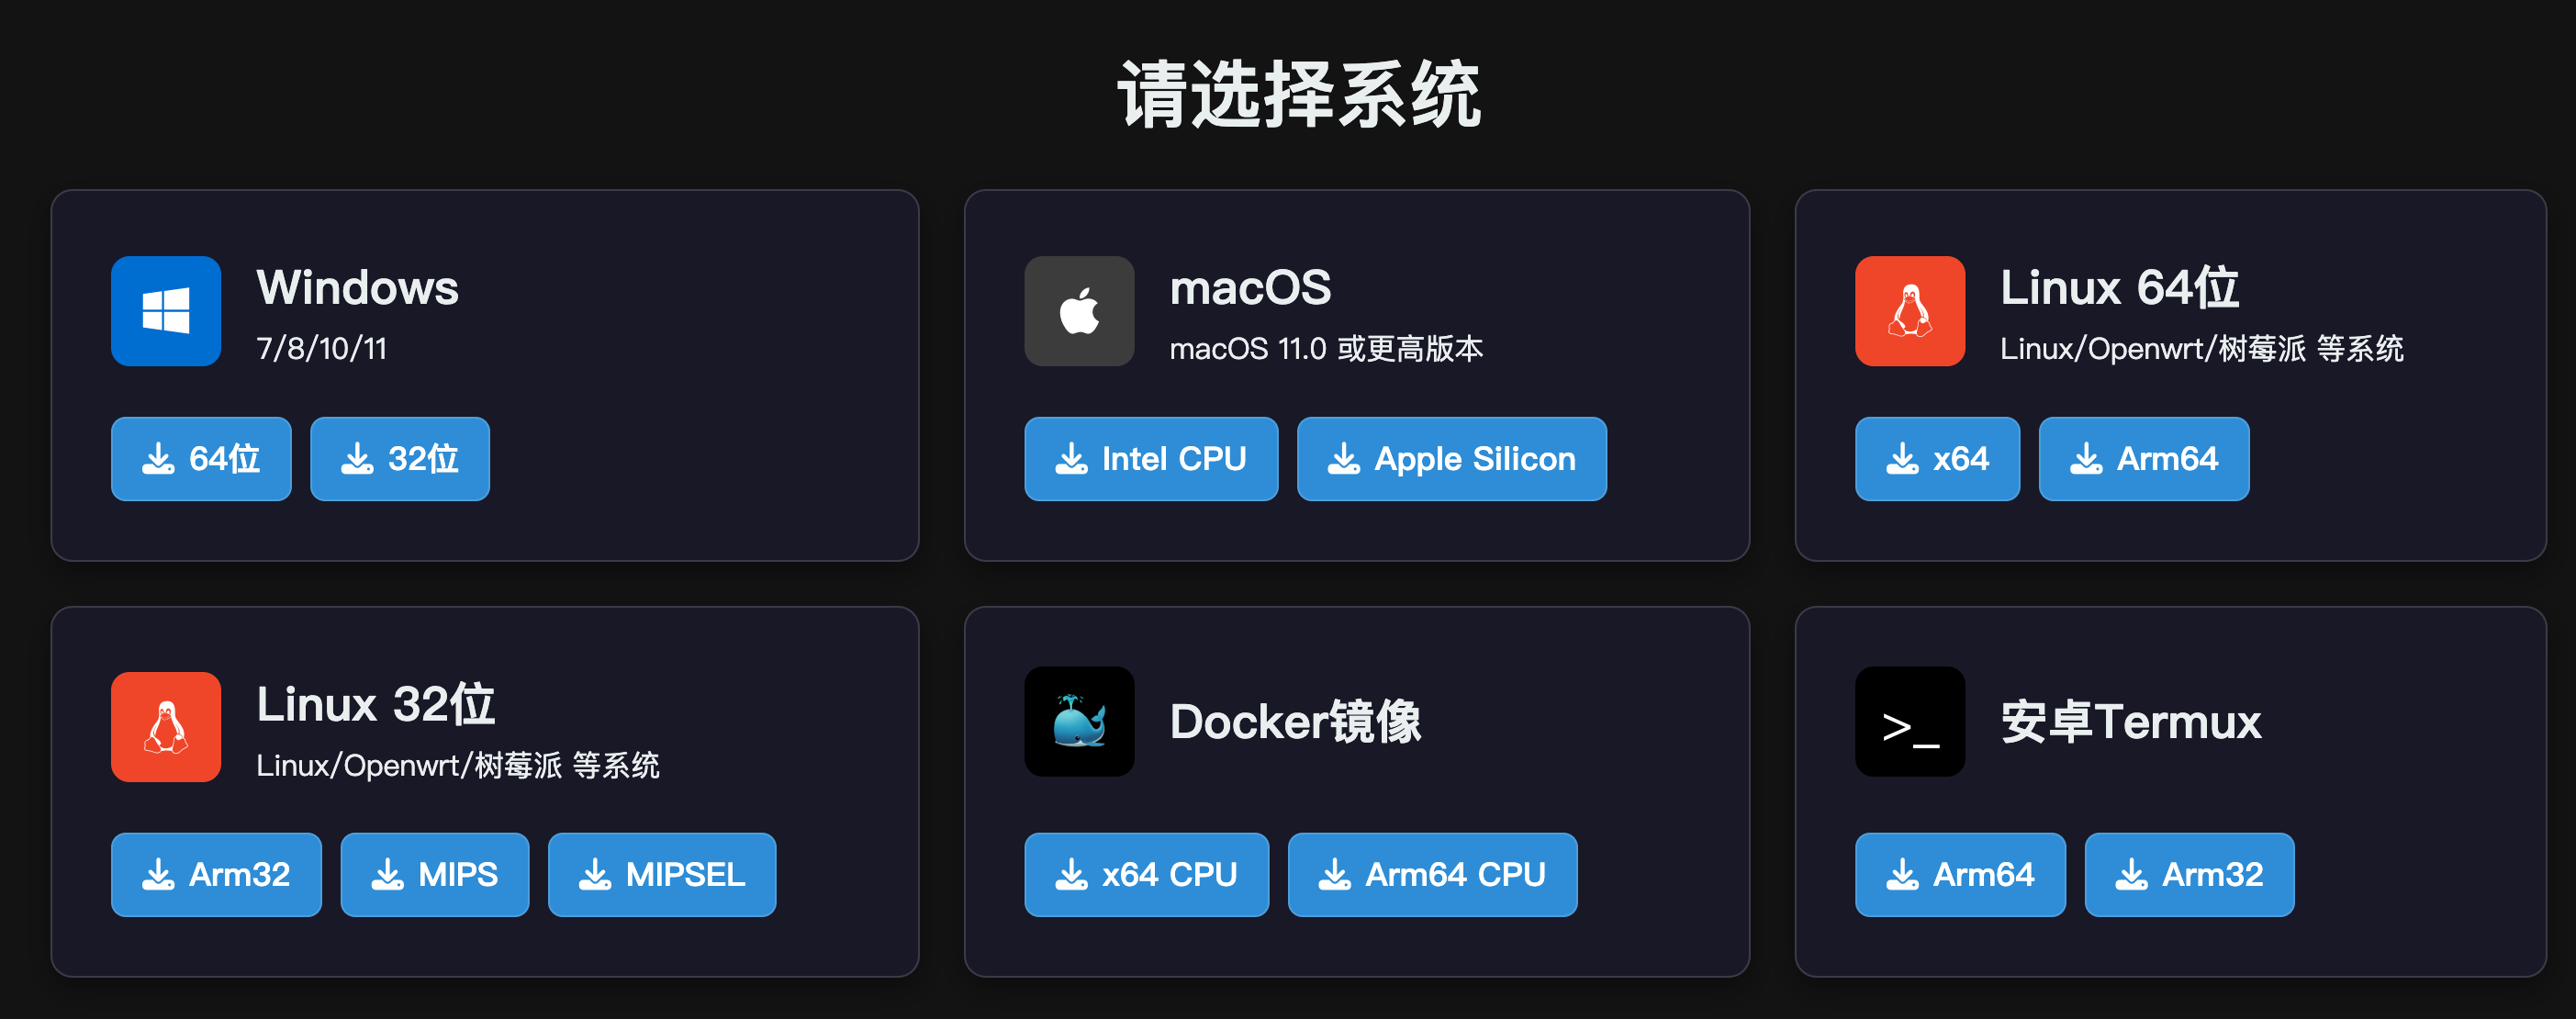 请选择系统
Windows
7/8/10/11
64位
32位
macOS
macOS 11.0 或更高版本
Intel CPU
Apple Silicon
Linux 64位
Linux/Openwrt/树莓派 等系统
x64
Arm64
Linux 32位
Linux/Openwrt/树莓派 等系统
Arm32
MIPS
MIPSEL
Docker镜像
x64 CPU
Arm64 CPU
>_
安卓Termux
Arm64
Arm32